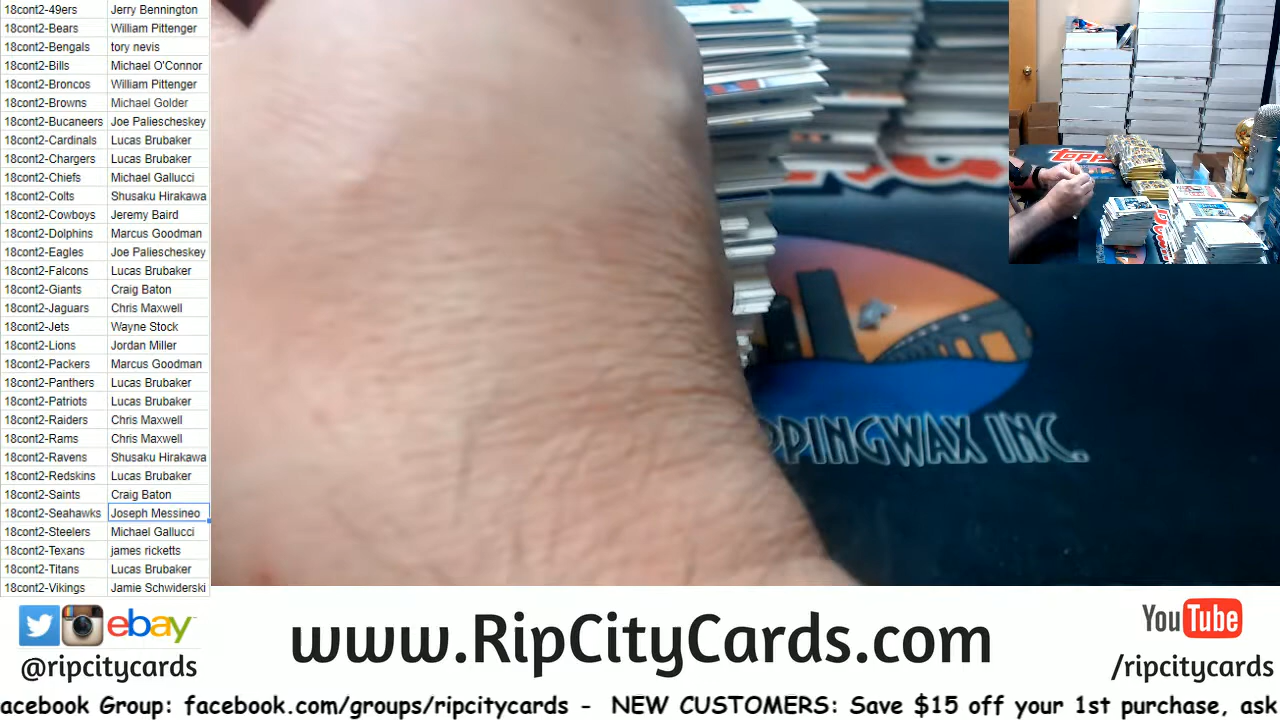 18cont2-49ers Jerry Bennington
18cont2-Bears William Pittenger
18cont2-Bengals tory nevis
18cont2-Bills Michael O'Connor
18cont2-Broncos William Pittenger
18cont2-Browns Michael Golder
18cont2-Bucaneers Joe Paliescheskey
18cont2-Cardinals Lucas Brubaker
18cont2-Chargers Lucas Brubaker
18cont2-Chiefs Michael Gallucci
18cont2-Colts Shusaku Hirakawa
18cont2-Cowboys Jeremy Baird
18cont2-Dolphins Marcus Goodman
18cont2-Eagles Joe Paliescheskey
18cont2-Falcons Lucas Brubaker
18cont2-Giants Craig Baton
18cont2-Jaguars Chris Maxwell
18cont2-Jets Wayne Stock
18cont2-Lions Jordan Miller
18cont2-Packers Marcus Goodman
18cont2-Panthers Lucas Brubaker
18cont2-Patriots Lucas Brubaker
18cont2-Raiders Chris Maxwell
18cont2-Rams Chris Maxwell
18cont2-Ravens Shusaku Hirakawa
18cont2-Redskins Lucas Brubaker
18cont2-Saints Craig Baton
18cont2-Seahawks Joseph Messineo
18cont2-Steelers Michael Gallucci
18cont2-Texans james ricketts
18cont2-Titans Lucas Brubaker
18cont2-Vikings Jamie Schwiderski
topps
PPINGWAX INC.
ebay
@ripcitycards
www.RipCityCards.com
YouTube
/ripcitycards
acebook Group: facebook.com/groups/ripcitycards - NEW CUSTOMERS: Save $15 off your 1st purchase, ask